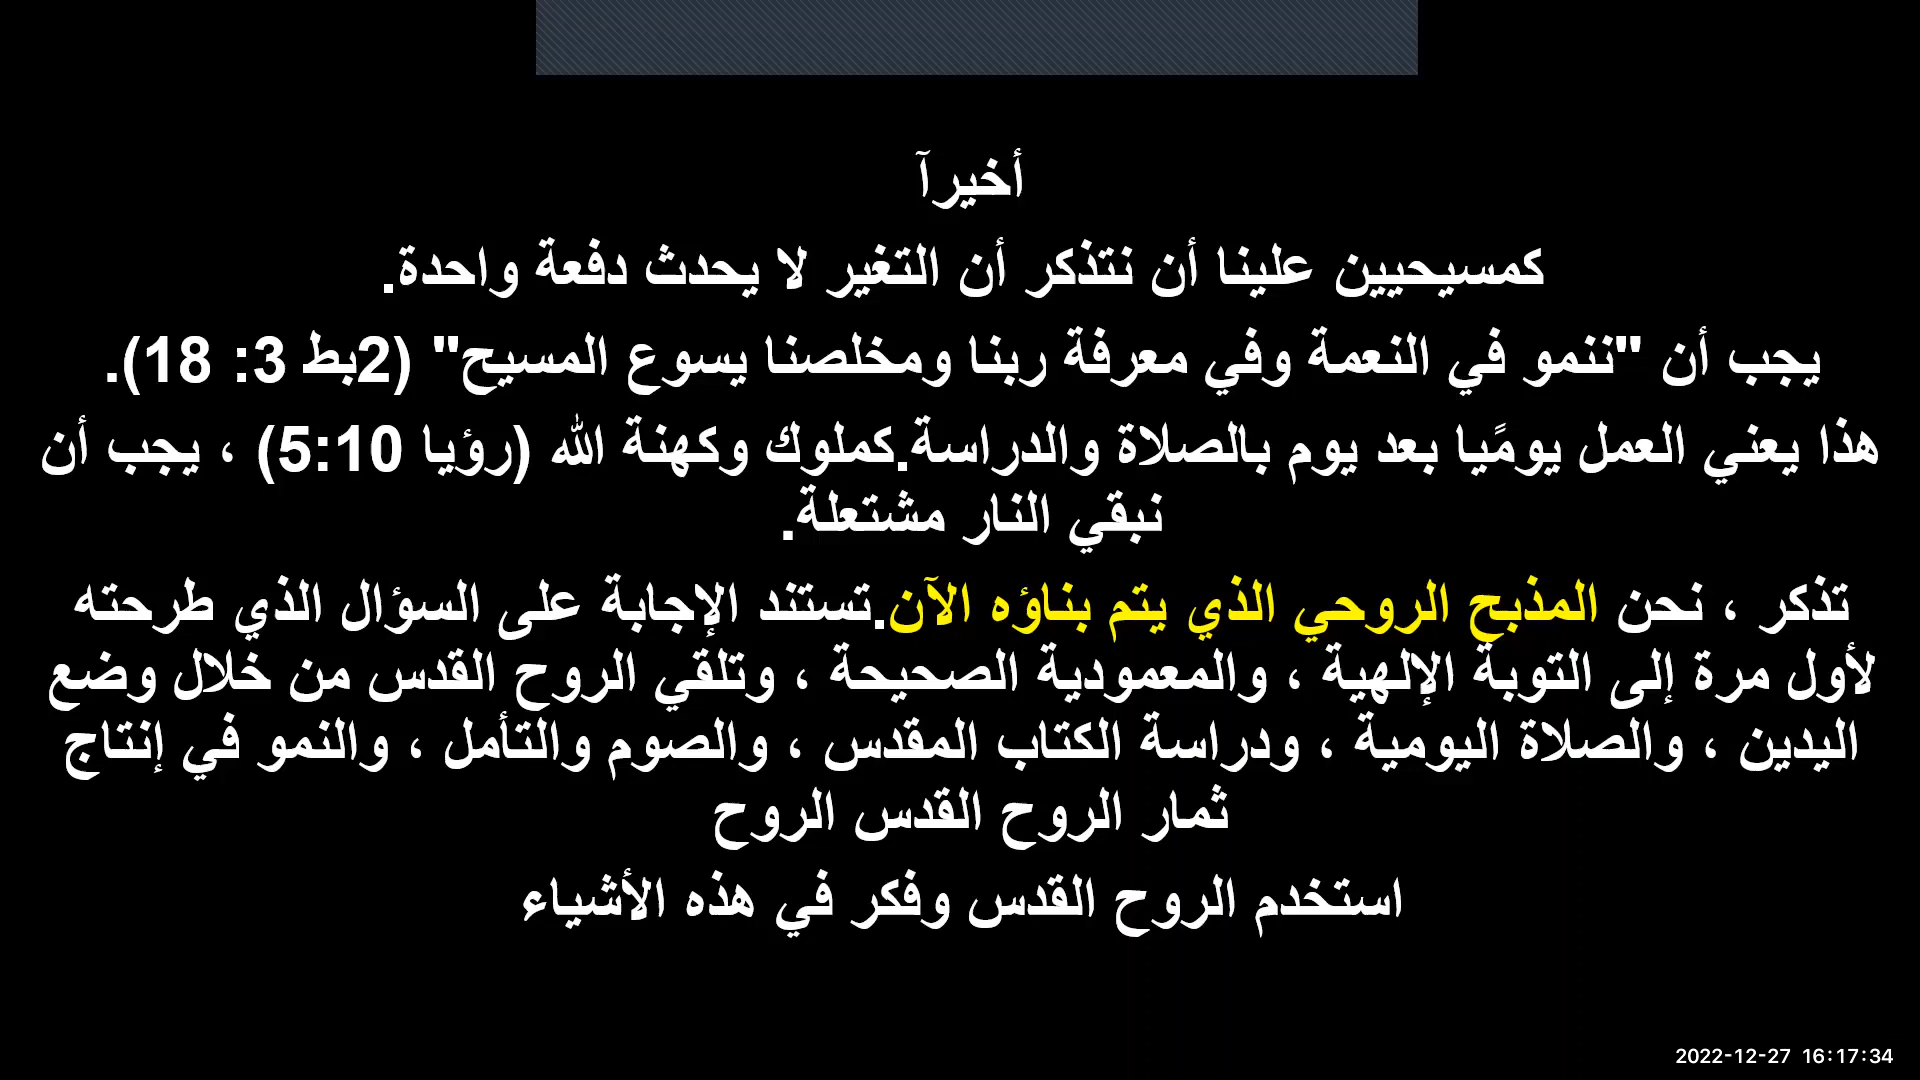 أخيرآ
كمسيحيين علينا أن نتذكر أن التغير لا يحدث دفعة واحدة.
يجب أن "ننمو في النعمة وفي معرفة ربنا ومخلصنا يسوع المسيح" (2بط 3: 18).
هذا يعني العمل يومًيا بعد يوم بالصلاة والدراسة.كملوك وكهنة الله (رؤيا 5:10) ، يجب أن
نبقي النار مشتعلة.
تذكر ، نحن المذبح الروحي الذي يتم بناؤه الآن.تستند الإجابة على السؤال الذي طرحته
لأول مرة إلى التوبة الإلهية ، والمعمودية الصحيحة ، وتلقي الروح القدس من خلال وضع
اليدين ، والصلاة اليومية ، ودراسة الكتاب المقدس ، والصوم والتأمل ، والنمو في إنتاج
ثمار الروح القدس الروح
استخدم الروح القدس وفكر في هذه الأشياء
2022-12-27 16:17:34